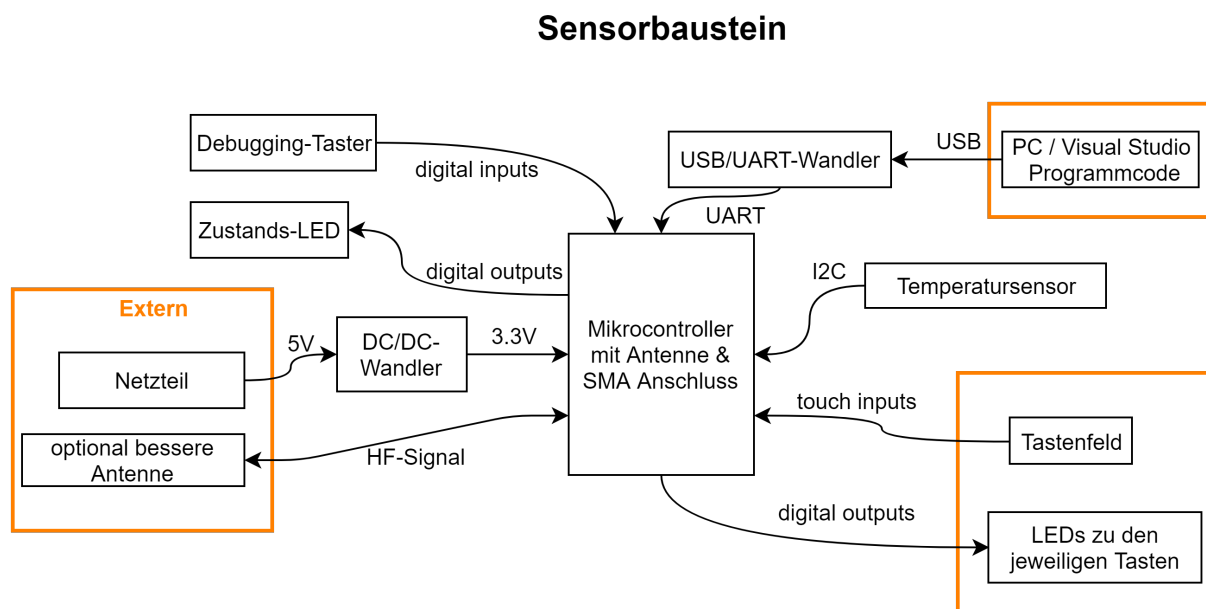 Sensorbaustein
Debugging-Taster
digital inputs
USB/UART-Wandler
USB
PC / Visual Studio
Programmcode
UART
Zustands-LED
digital outputs
I2C
Temperatursensor
Extern
5V
DC/DC-
Wandler
3.3V
Netzteil
Mikrocontroller
mit Antenne &
SMA Anschluss
optional bessere
Antenne
HF-Signal
touch inputs
Tastenfeld
digital outputs
LEDs zu den
jeweiligen Tasten